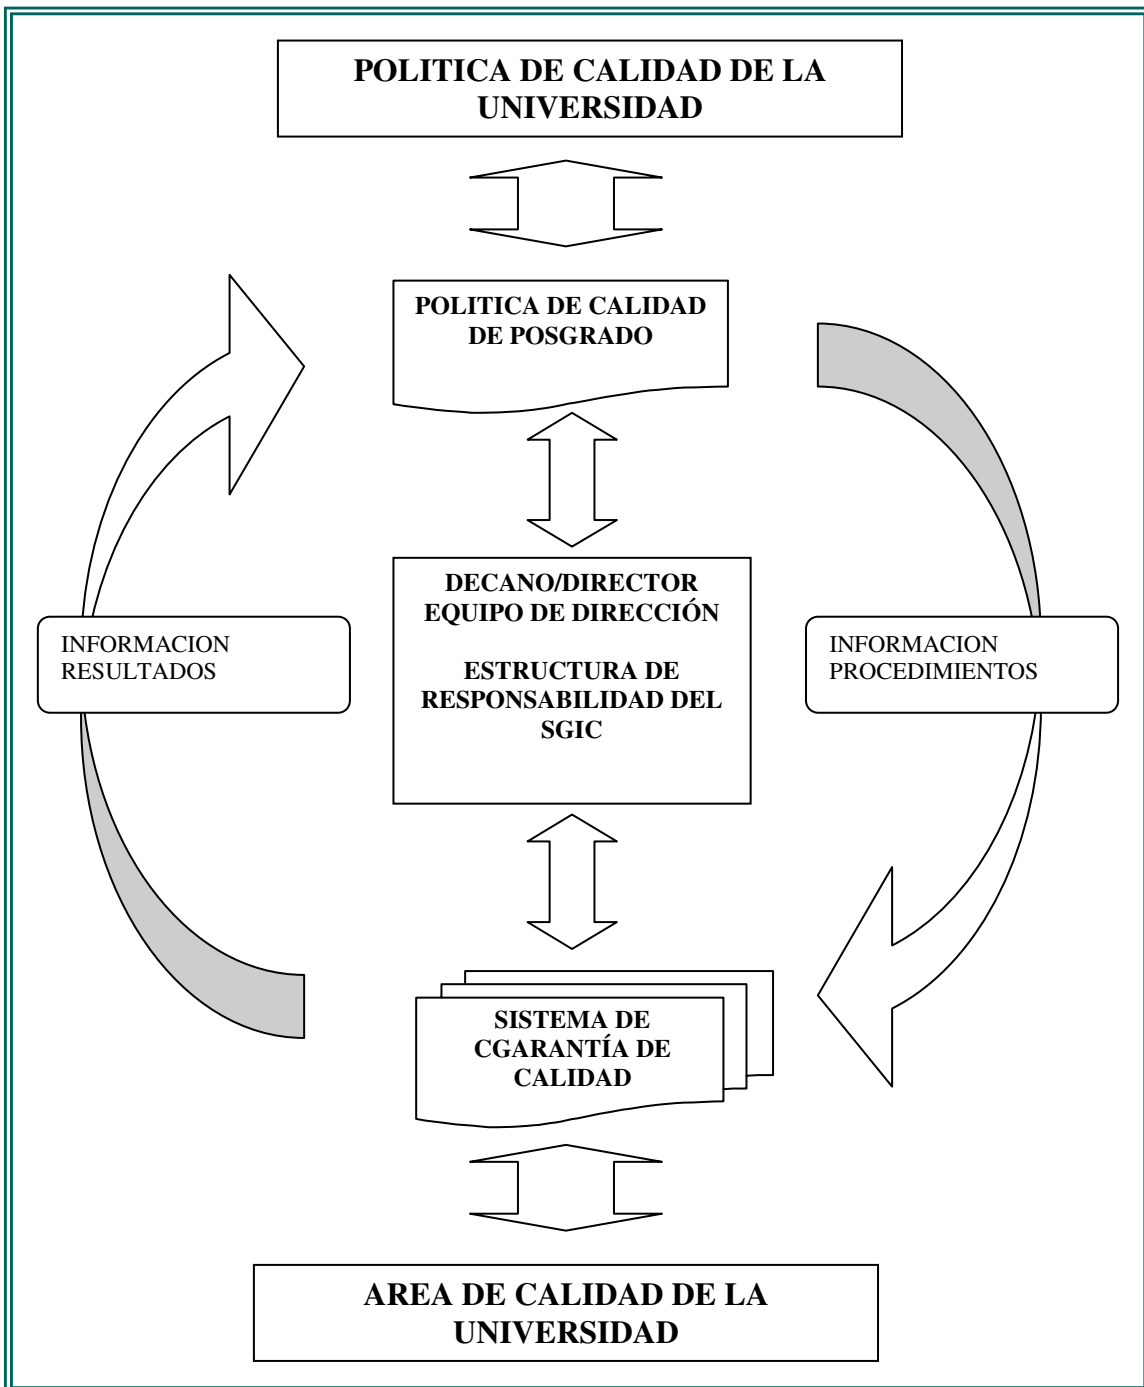 POLITICA DE CALIDAD DE LA
UNIVERSIDAD
POLITICA DE CALIDAD
DE POSGRADO
DECANO/DIRECTOR
EQUIPO DE DIRECCIÓN
ESTRUCTURA DE
RESPONSABILIDAD DEL
SGIC
INFORMACION
RESULTADOS
INFORMACION
PROCEDIMIENTOS
SISTEMA DE
CGARANTÍA DE
CALIDAD
AREA DE CALIDAD DE LA
UNIVERSIDAD